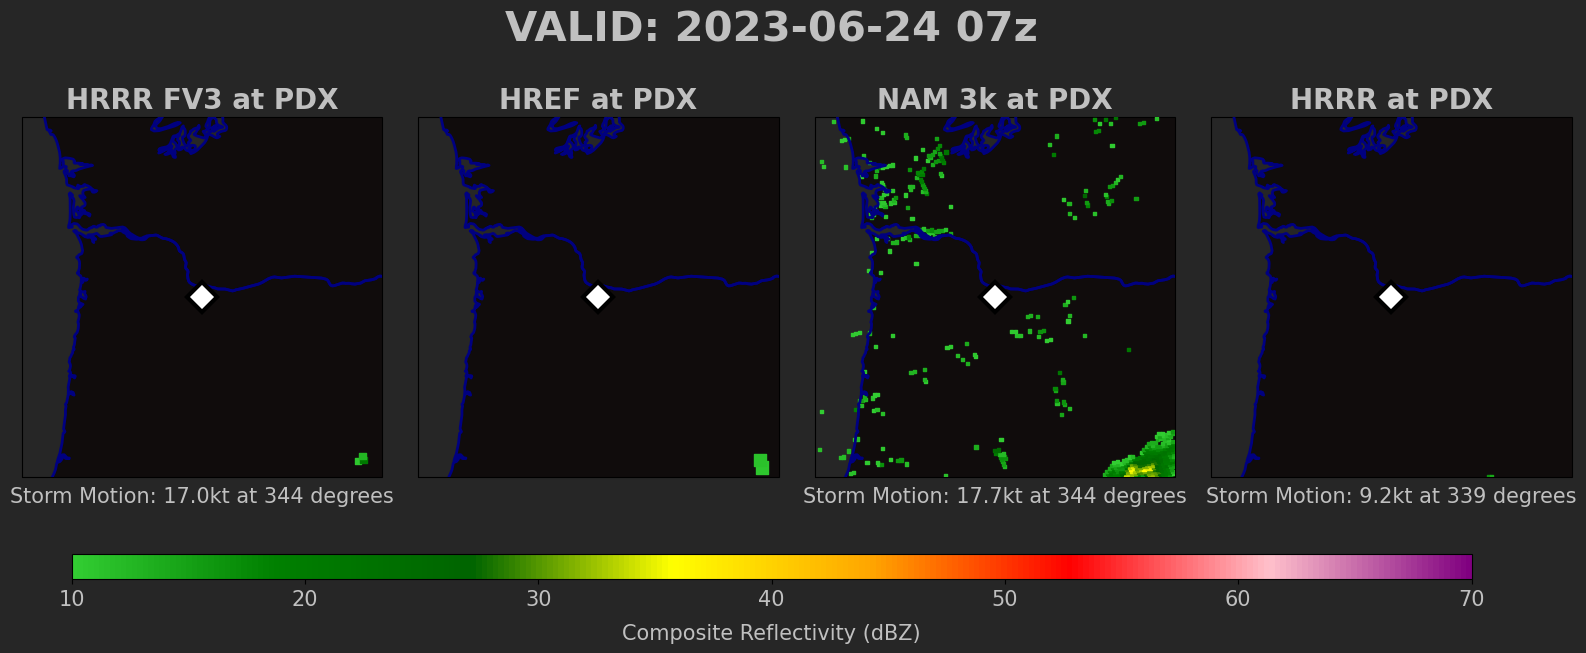 VALID: 2023-06-24 07z
HRRR FV3 at PDX
HREF at PDX
NAM 3k at PDX
HRRR at PDX
Storm Motion: 17.0kt at 344 degrees
Storm Motion: 17.7kt at 344 degrees
Storm Motion: 9.2kt at 339 degrees
10 20 30 40 50 60 70
Composite Reflectivity (dBZ)